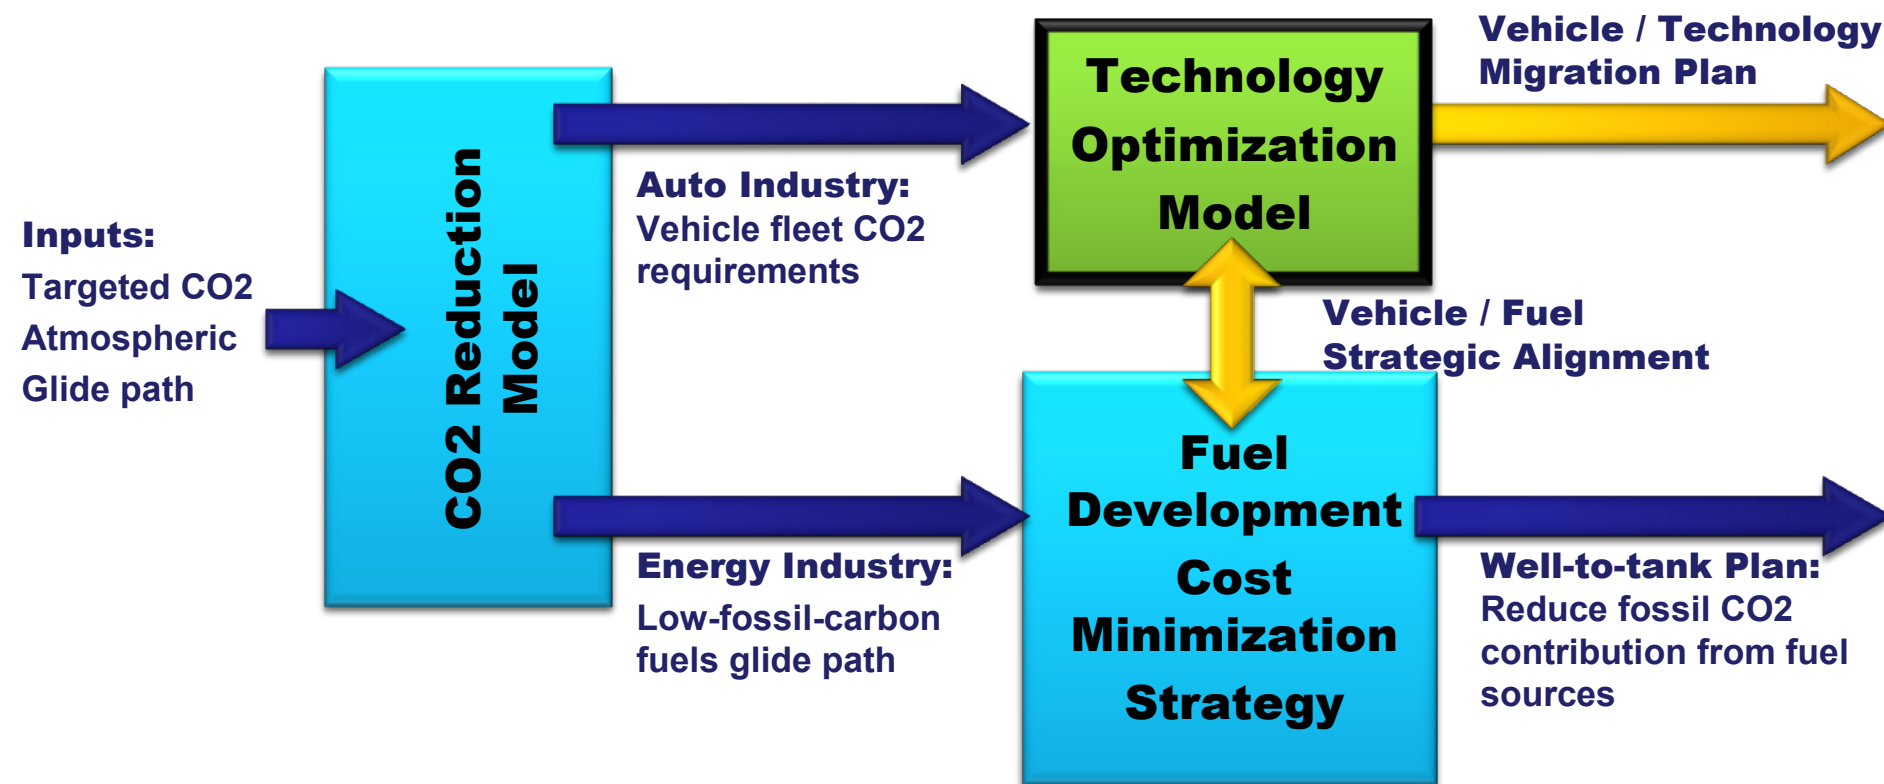 Inputs:
Targeted CO2
Atmospheric
Glide path
CO2 Reduction
Model
Auto Industry:
Vehicle fleet CO2
requirements
Energy Industry:
Low-fossil-carbon
fuels glide path
Technology
Optimization
Model
Vehicle / Technology
Migration Plan
Vehicle / Fuel
Strategic Alignment
Fuel
Development
Cost
Minimization
Strategy
Well-to-tank Plan:
Reduce fossil CO2
contribution from fuel
sources